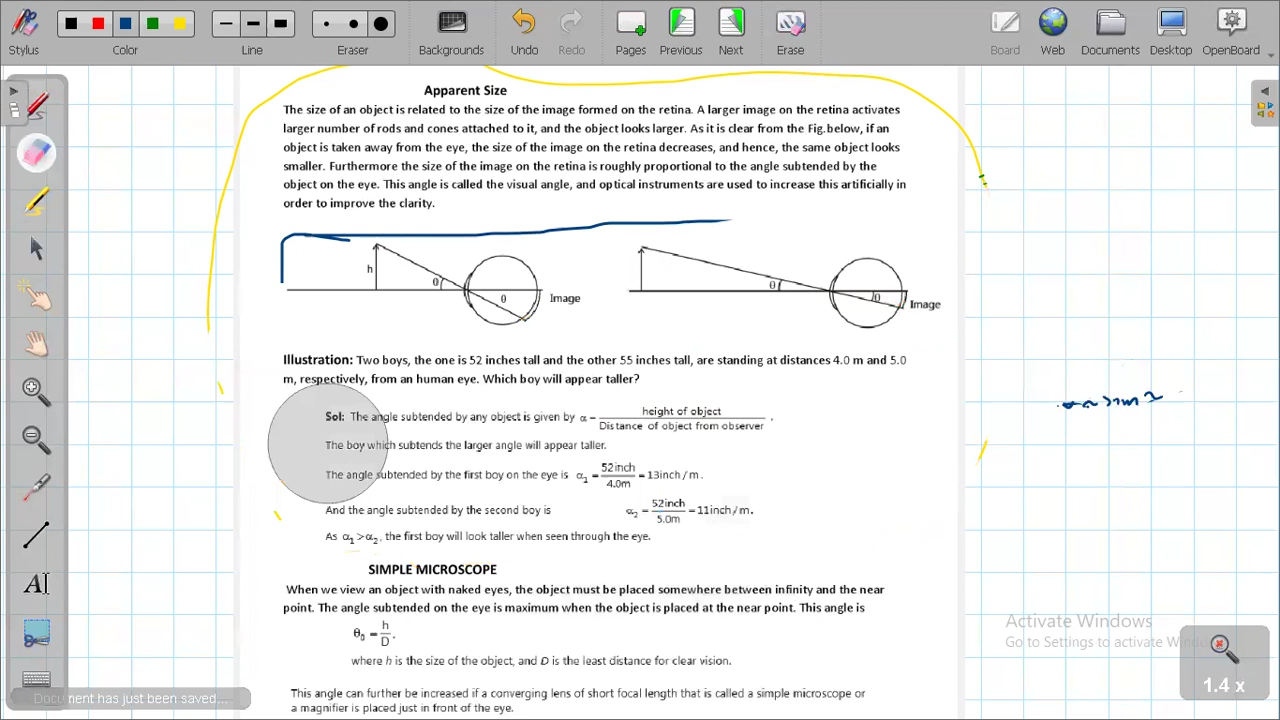 Stylus Color Line Eraser Backgrounds Undo Redo Pages Previous Next Erase Board Web Documents Desktop OpenBoard
Apparent Size
The size of an object is related to the size of the image formed on the retina. A larger image on the retina activates
larger number of rods and cones attached to it, and the object looks larger. As it is clear from the Fig.below, if an
object is taken away from the eye, the size of the image on the retina decreases, and hence, the same object looks
smaller. Furthermore the size of the image on the retina is roughly proportional to the angle subtended by the
object on the eye. This angle is called the visual angle, and optical instruments are used to increase this artificially in
order to improve the clarity.
h θ θ Image
θ θ Image
Illustration: Two boys, the one is 52 inches tall and the other 55 inches tall, are standing at distances 4.0 m and 5.0
m, respectively, from an human eye. Which boy will appear taller?
Sol: The angle subtended by any object is given by α = height of object / Distance of object from observer .
The boy which subtends the larger angle will appear taller.
The angle subtended by the first boy on the eye is α₁ = 52inch / 4.0m = 13inch / m.
And the angle subtended by the second boy is α₂ = 52inch / 5.0m = 11inch / m.
As α₁ > α₂, the first boy will look taller when seen through the eye.
SIMPLE MICROSCOPE
When we view an object with naked eyes, the object must be placed somewhere between infinity and the near
point. The angle subtended on the eye is maximum when the object is placed at the near point. This angle is
θ₀ = h / D .
where h is the size of the object, and D is the least distance for clear vision.
This angle can further be increased if a converging lens of short focal length that is called a simple microscope or
a magnifier is placed just in front of the eye.
Activate Windows
Go to Settings to activate
1.4 x
Document has just been saved...